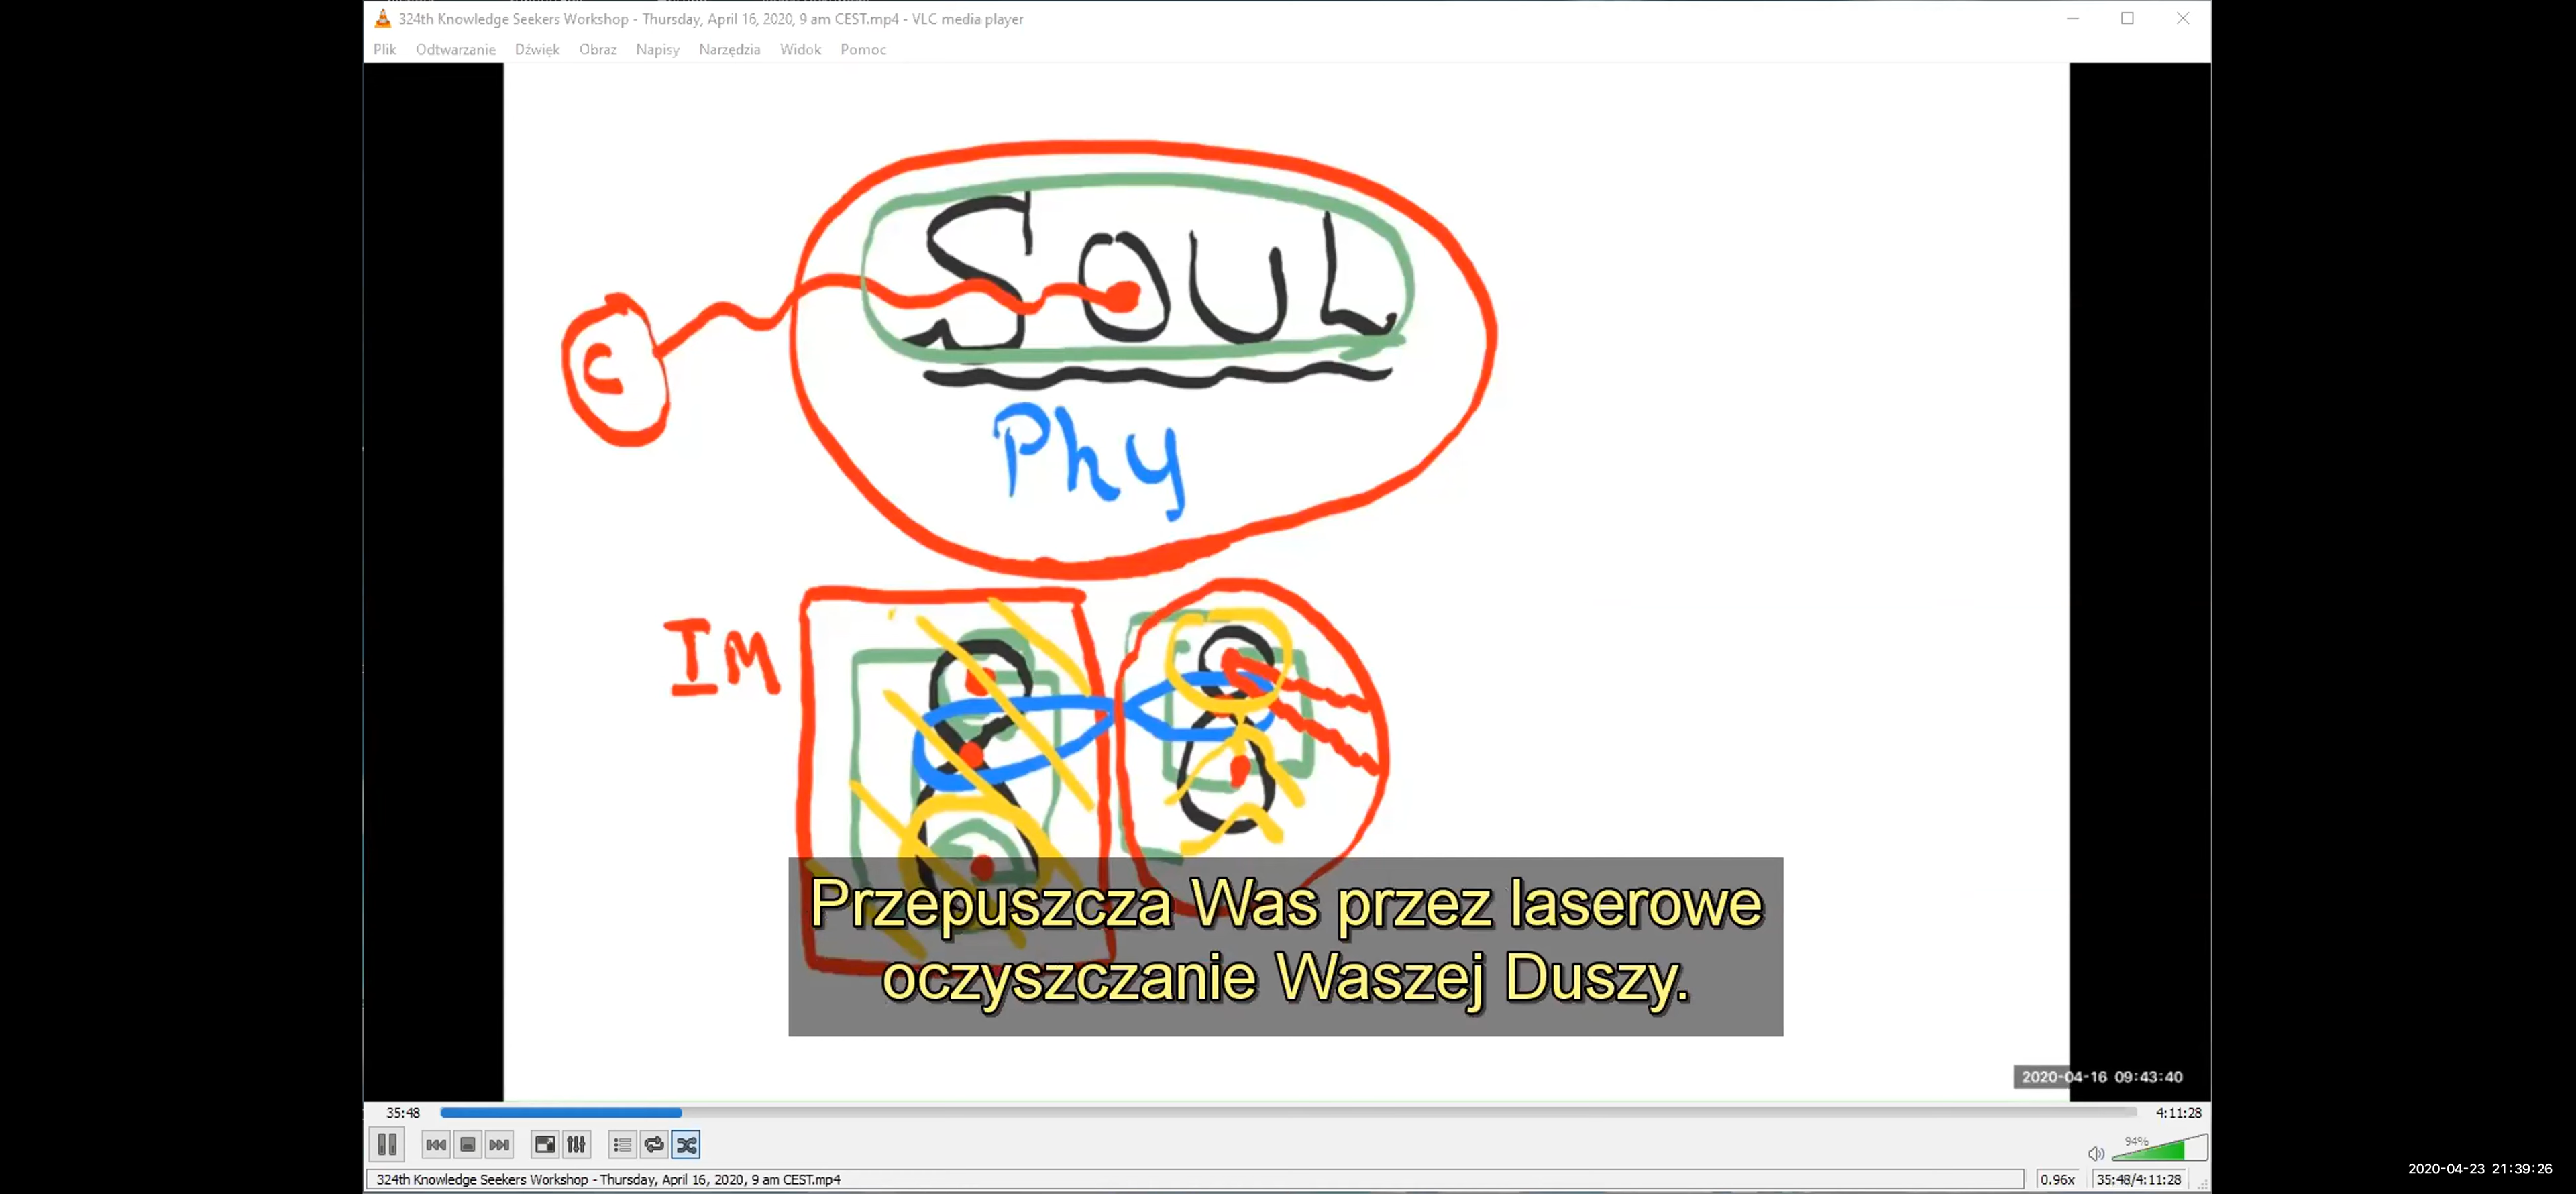 324th Knowledge Seekers Workshop - Thursday, April 16, 2020, 9 am CEST.mp4 - VLC media player
Plik Odtwarzanie Dźwięk Obraz Napisy Narzędzia Widok Pomoc
SOUL
C
Phy
IM
Przepuszcza Was przez laserowe
oczyszczanie Waszej Duszy.
2020-04-16 09:43:40
35:48 4:11:28
94%
324th Knowledge Seekers Workshop - Thursday, April 16, 2020, 9 am CEST.mp4 0.96x 35:48/4:11:28
2020-04-23 21:39:26